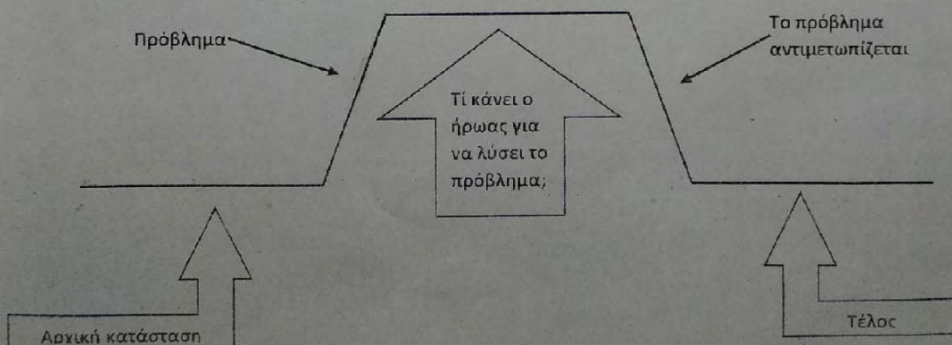 Πρόβλημα
Το πρόβλημα
αντιμετωπίζεται
Τί κάνει ο
ήρωας για
να λύσει το
πρόβλημα;
Αρχική κατάσταση
Τέλος